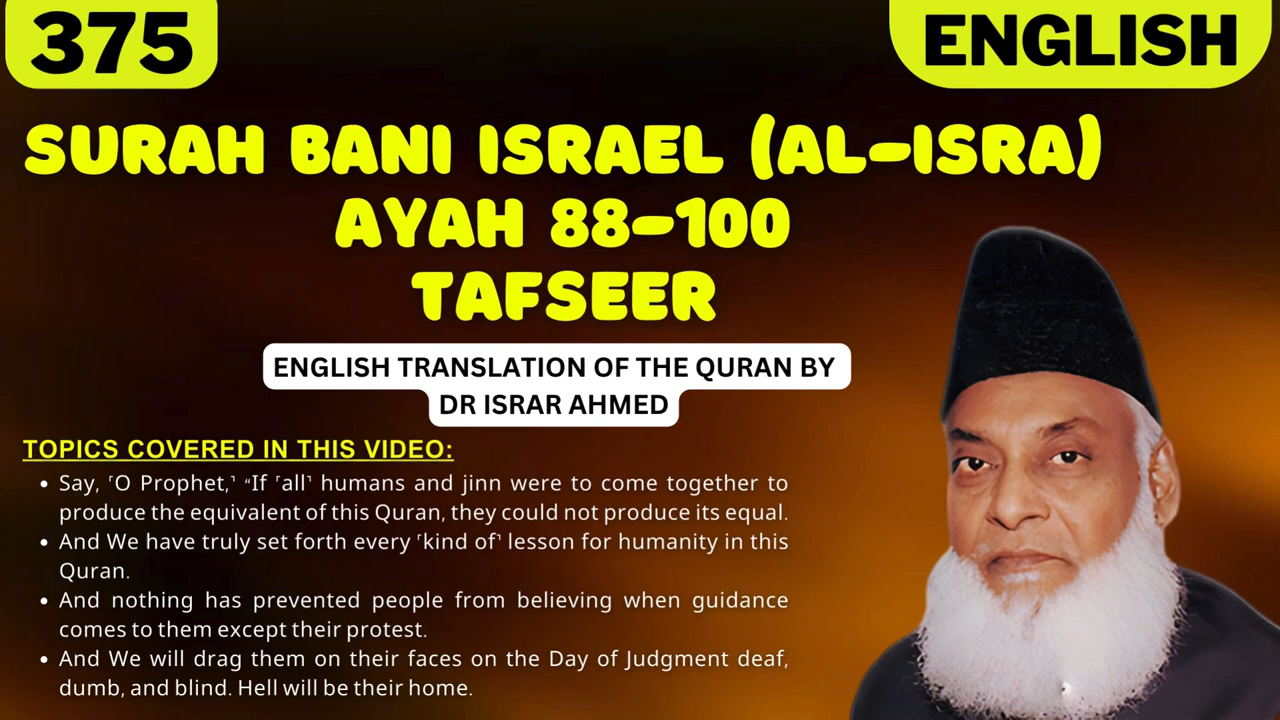 375
ENGLISH
SURAH BANI ISRAEL (AL-ISRA)
AYAH 88-100
TAFSEER
ENGLISH TRANSLATION OF THE QURAN BY
DR ISRAR AHMED
TOPICS COVERED IN THIS VIDEO:
• Say, ˹O Prophet,˺ “If ˹all˺ humans and jinn were to come together to
produce the equivalent of this Quran, they could not produce its equal.
• And We have truly set forth every ˹kind of˺ lesson for humanity in this
Quran.
• And nothing has prevented people from believing when guidance
comes to them except their protest.
• And We will drag them on their faces on the Day of Judgment deaf,
dumb, and blind. Hell will be their home.